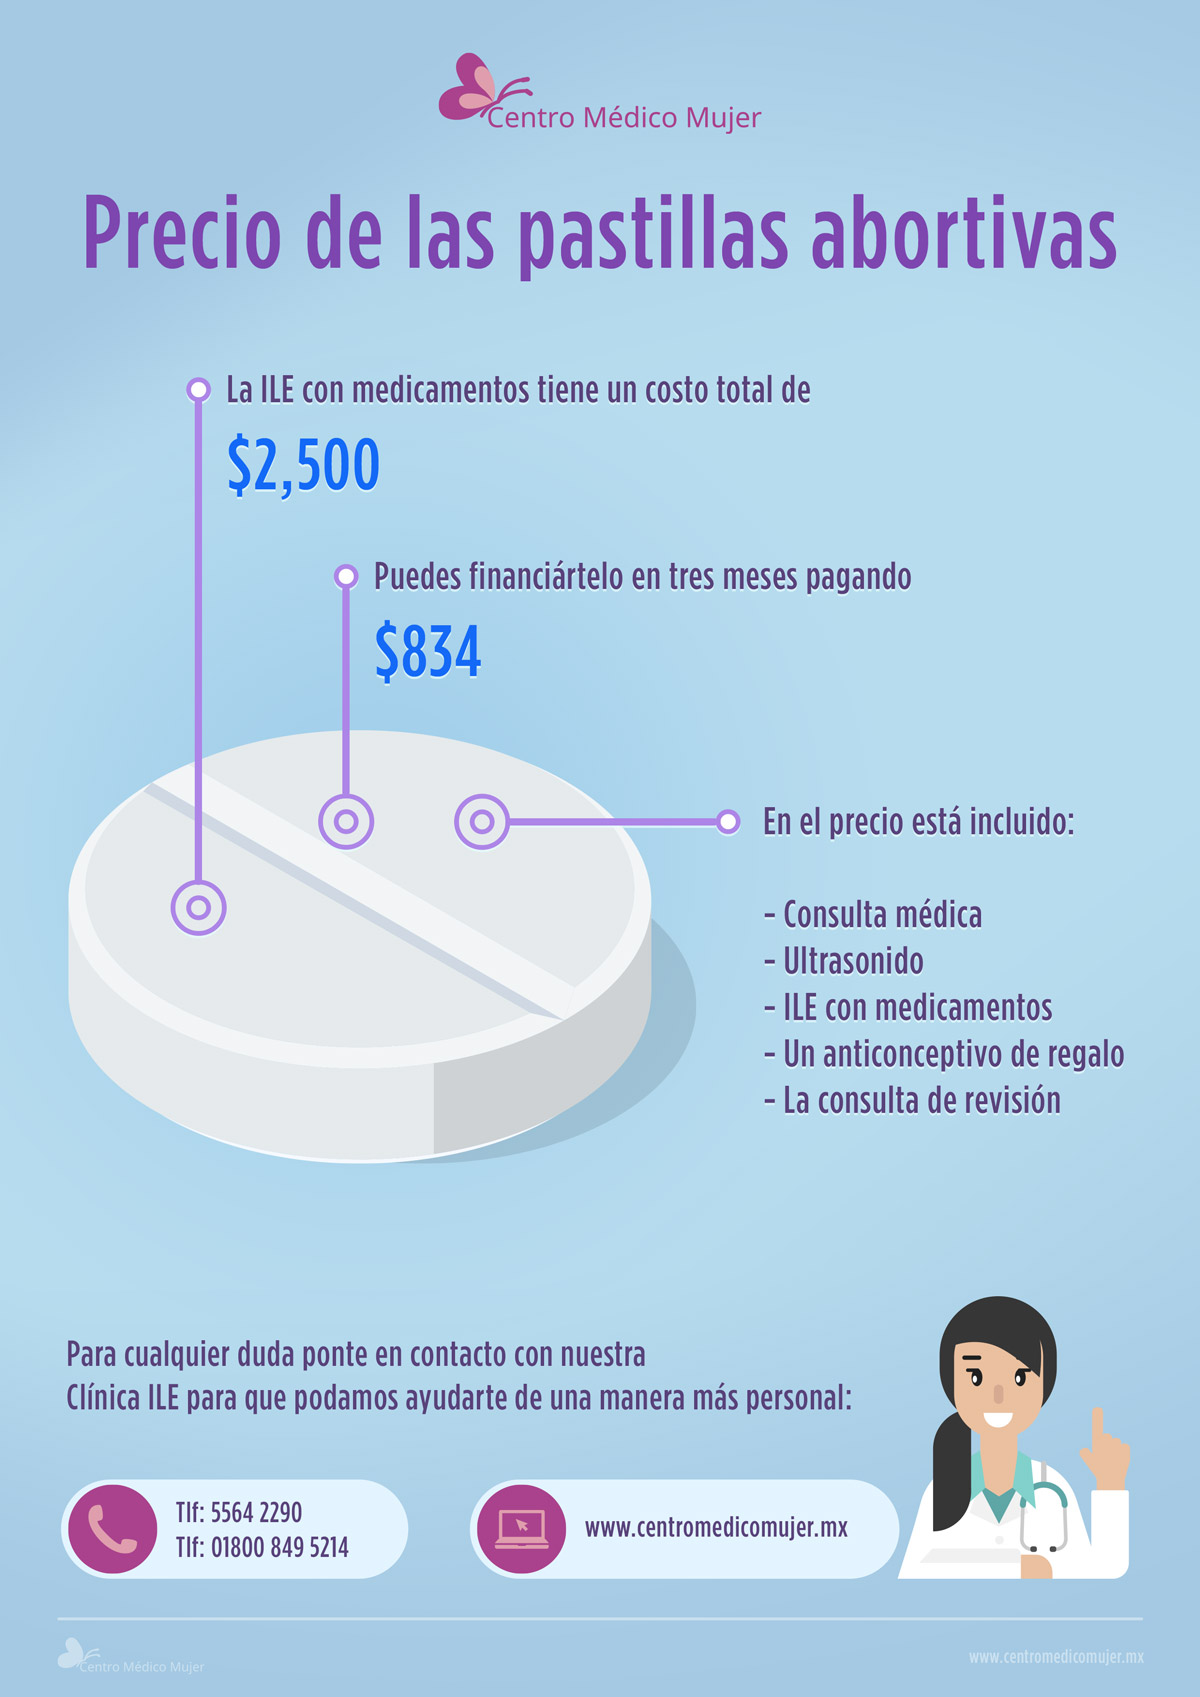 Centro Médico Mujer
Precio de las pastillas abortivas
La ILE con medicamentos tiene un costo total de
$2,500
Puedes financiártelo en tres meses pagando
$834
En el precio está incluido:
- Consulta médica
- Ultrasonido
- ILE con medicamentos
- Un anticonceptivo de regalo
- La consulta de revisión
Para cualquier duda ponte en contacto con nuestra
Clínica ILE para que podamos ayudarte de una manera más personal:
Tlf: 5564 2290
Tlf: 01800 849 5214
www.centromedicomujer.mx
Centro Médico Mujer
www.centromedicomujer.mx